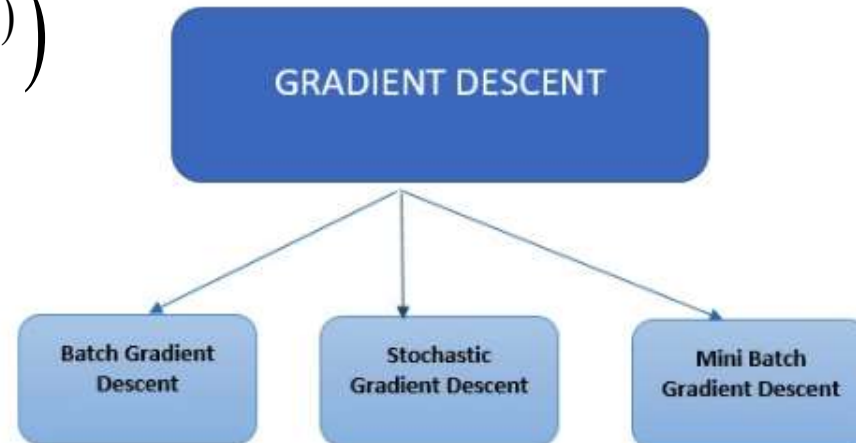 ))
GRADIENT DESCENT
Batch Gradient
Descent
Stochastic
Gradient Descent
Mini Batch
Gradient Descent